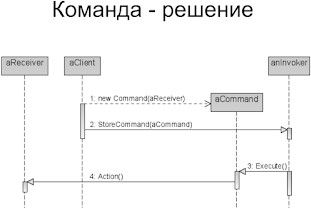 Команда - решение
aReceiver
aClient
anInvoker
1: new Command(aReceiver)
aCommand
2: StoreCommand(aCommand)
3: Execute()
4: Action()